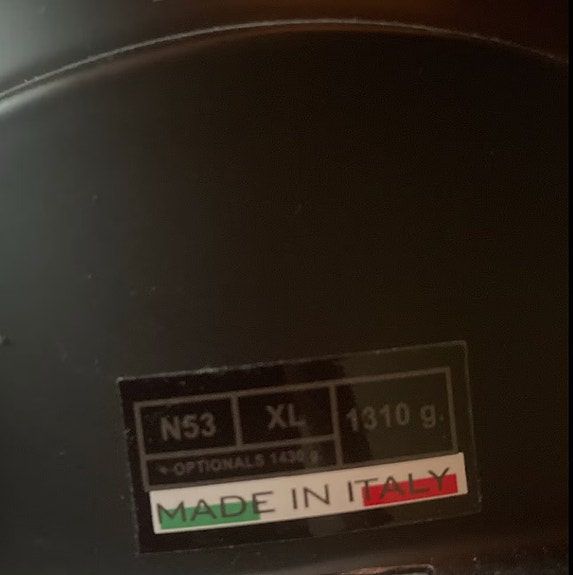 N53 XL 1310 g.
+ OPTIONALS 1430 g.
MADE IN ITALY